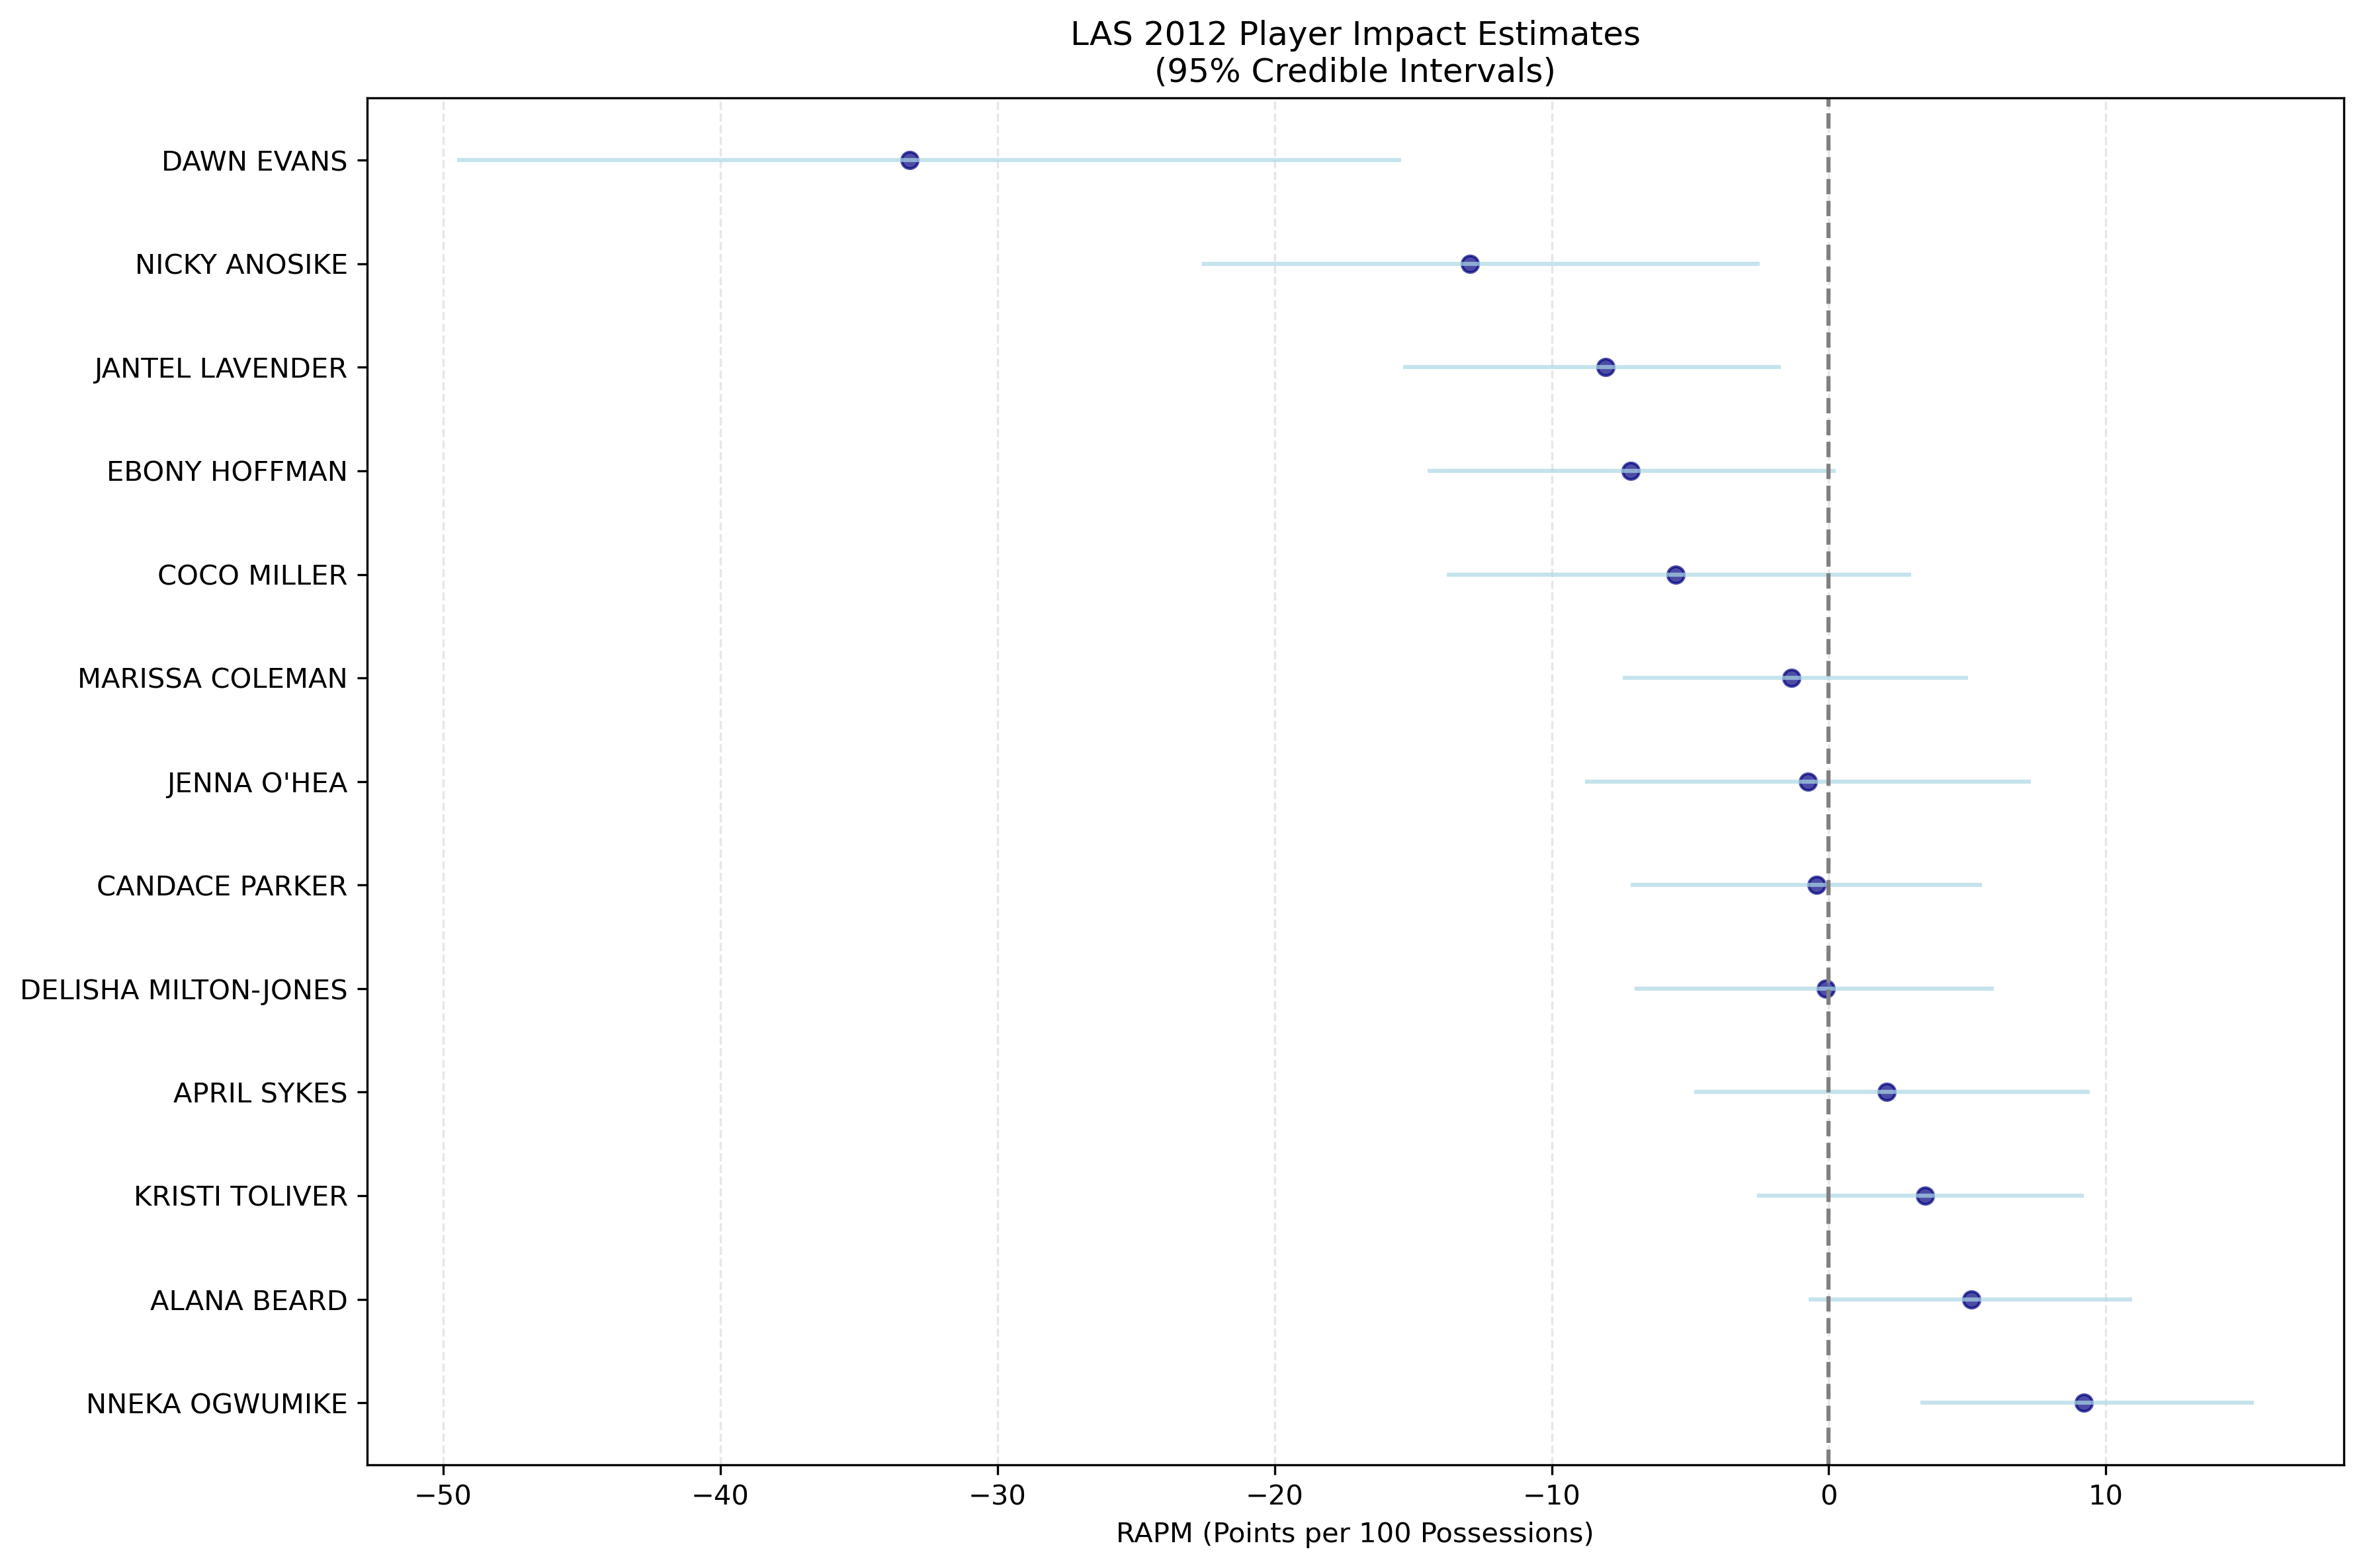 LAS 2012 Player Impact Estimates
(95% Credible Intervals)
DAWN EVANS
NICKY ANOSIKE
JANTEL LAVENDER
EBONY HOFFMAN
COCO MILLER
MARISSA COLEMAN
JENNA O'HEA
CANDACE PARKER
DELISHA MILTON-JONES
APRIL SYKES
KRISTI TOLIVER
ALANA BEARD
NNEKA OGWUMIKE
−50 −40 −30 −20 −10 0 10
RAPM (Points per 100 Possessions)